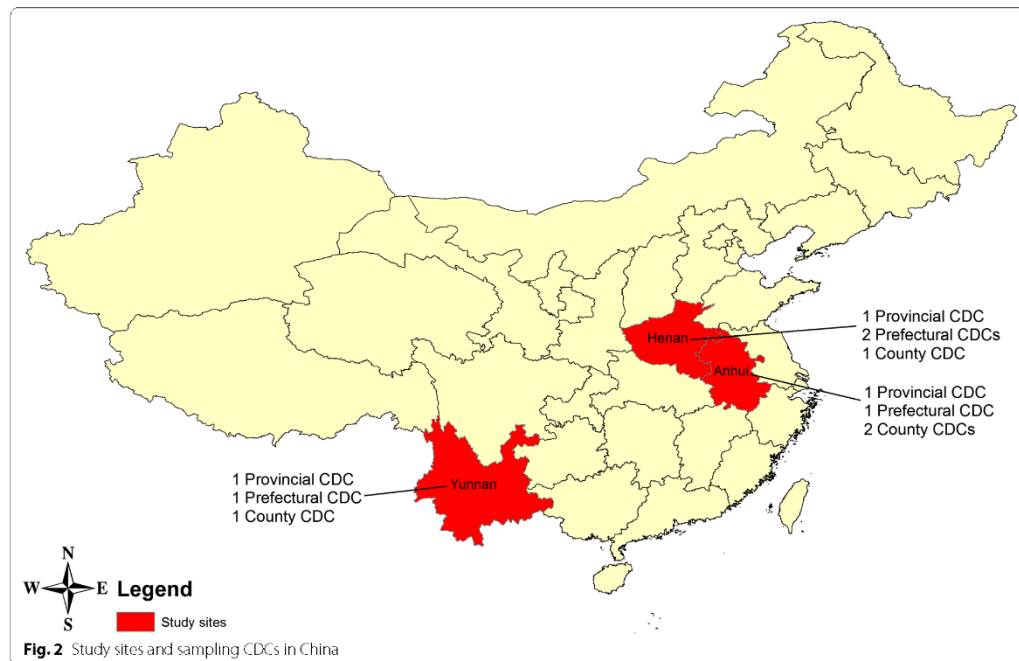 Henan
1 Provincial CDC
2 Prefectural CDCs
1 County CDC
Anhui
1 Provincial CDC
1 Prefectural CDC
2 County CDCs
Yunnan
1 Provincial CDC
1 Prefectural CDC
1 County CDC
N
W E
S
Legend
Study sites
Fig. 2 Study sites and sampling CDCs in China